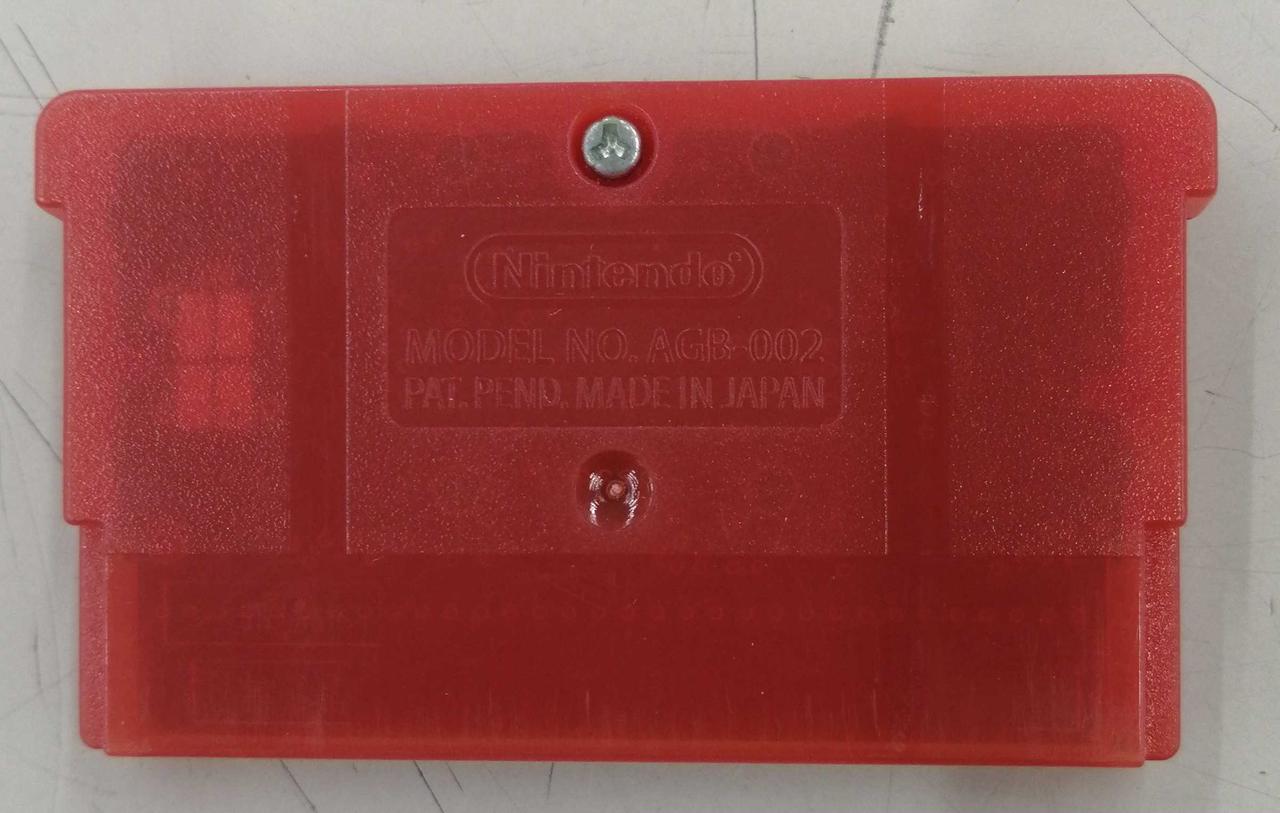 Nintendo®
MODEL NO. AGB-002
PAT. PEND. MADE IN JAPAN